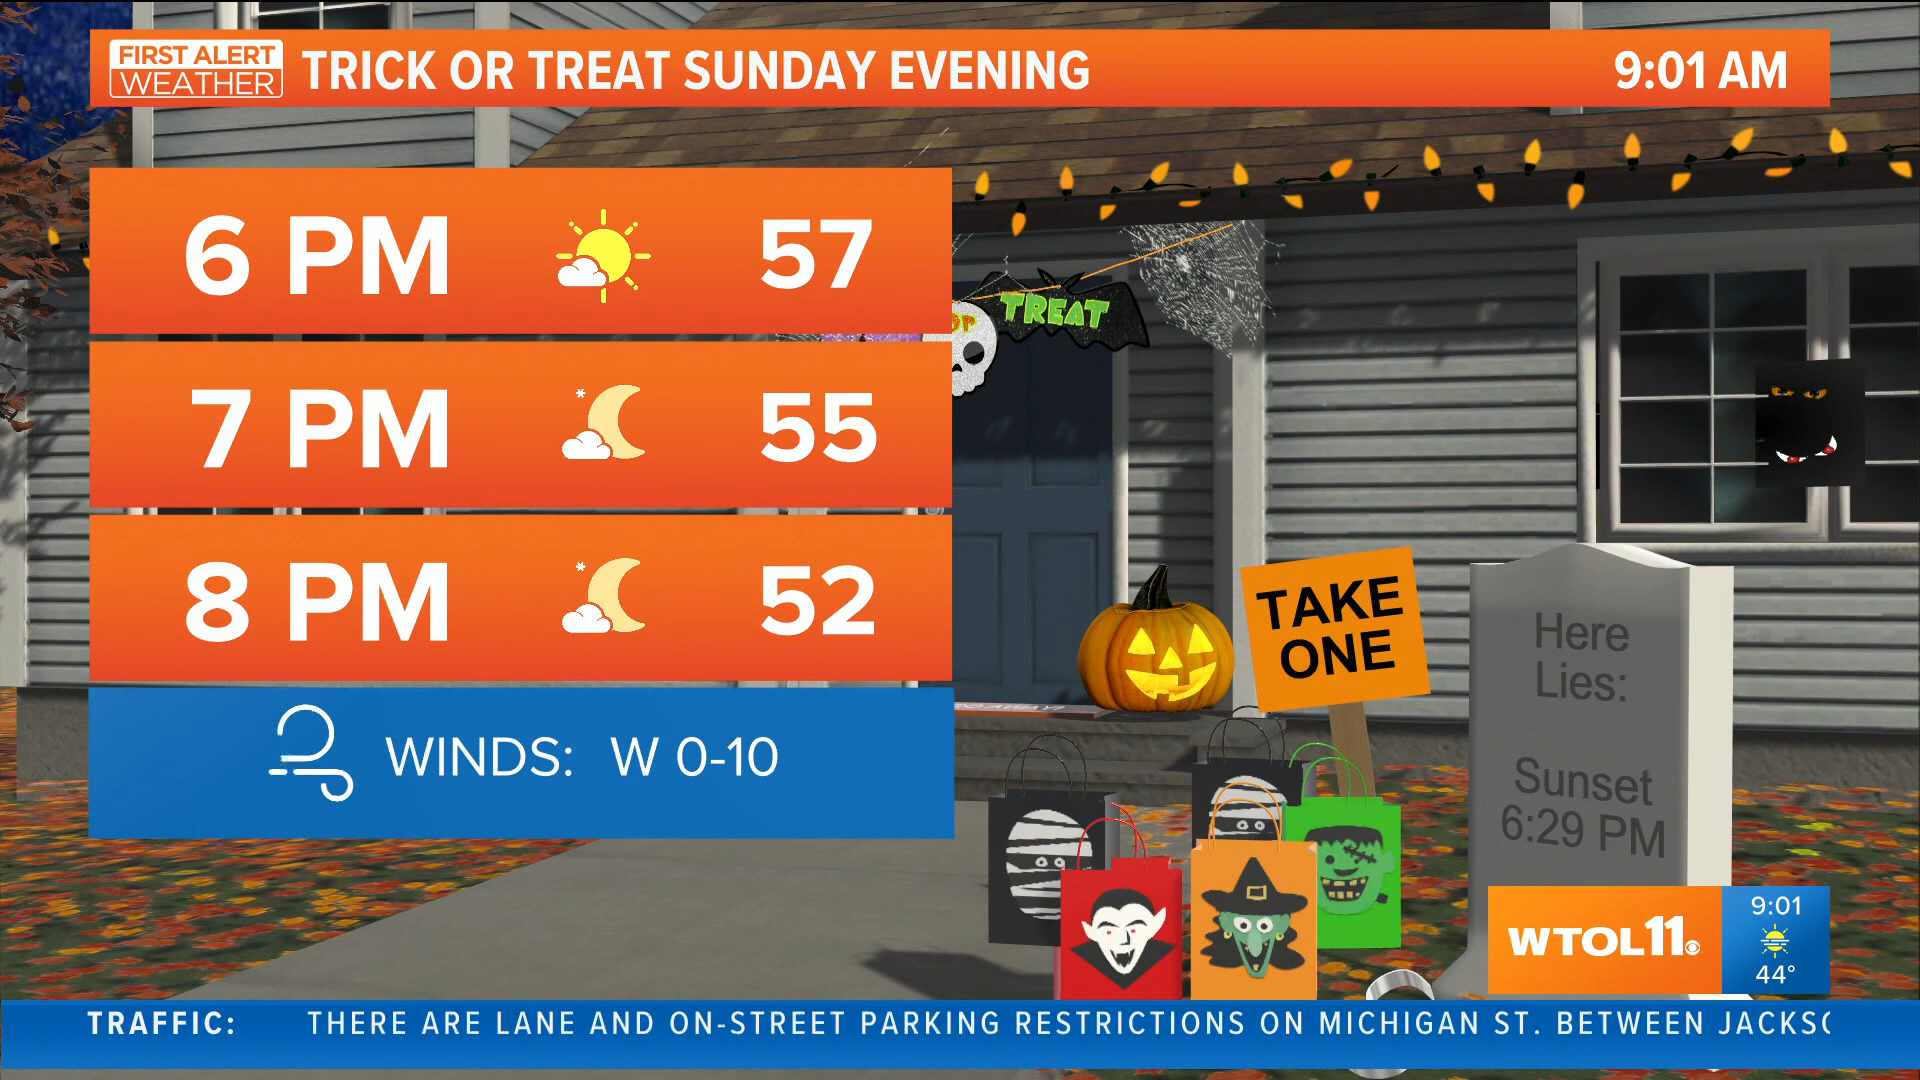 FIRST ALERT
WEATHER
TRICK OR TREAT SUNDAY EVENING
9:01 AM
6 PM 57
7 PM 55
8 PM 52
WINDS: W 0-10
OR
TREAT
TAKE
ONE
Here
Lies:
Sunset
6:29 PM
WTOL11
9:01
44°
TRAFFIC: THERE ARE LANE AND ON-STREET PARKING RESTRICTIONS ON MICHIGAN ST. BETWEEN JACKSO